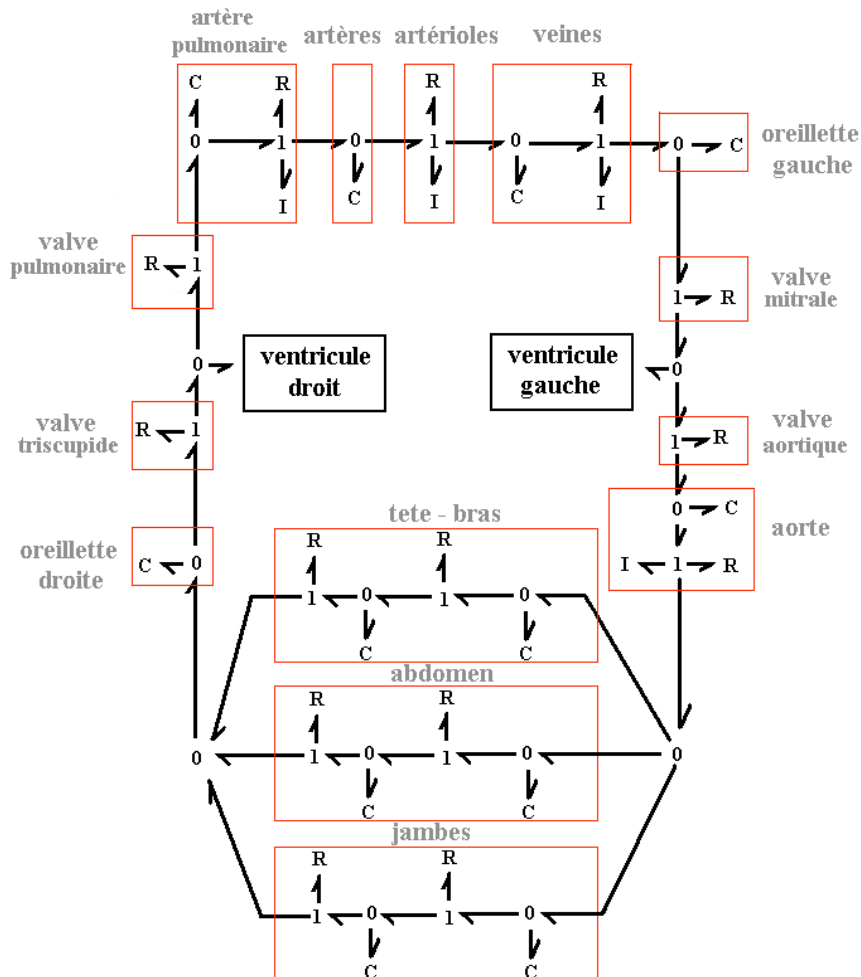 artère
pulmonaire
artères
artérioles
veines
C R R R
0 1 0 1 0 1 0 C
I C I C I
oreillette
gauche
valve
pulmonaire
R 1
1 R
valve
mitrale
0
ventricule
droit
ventricule
gauche
0
valve
triscupide
R 1
1 R
valve
aortique
tete - bras
0 C
aorte
oreillette
droite
C 0
R R
I 1 R
1 0 1 0
C C
abdomen
R R
0 1 0 1 0 0
C C
jambes
R R
1 0 1 0
C C